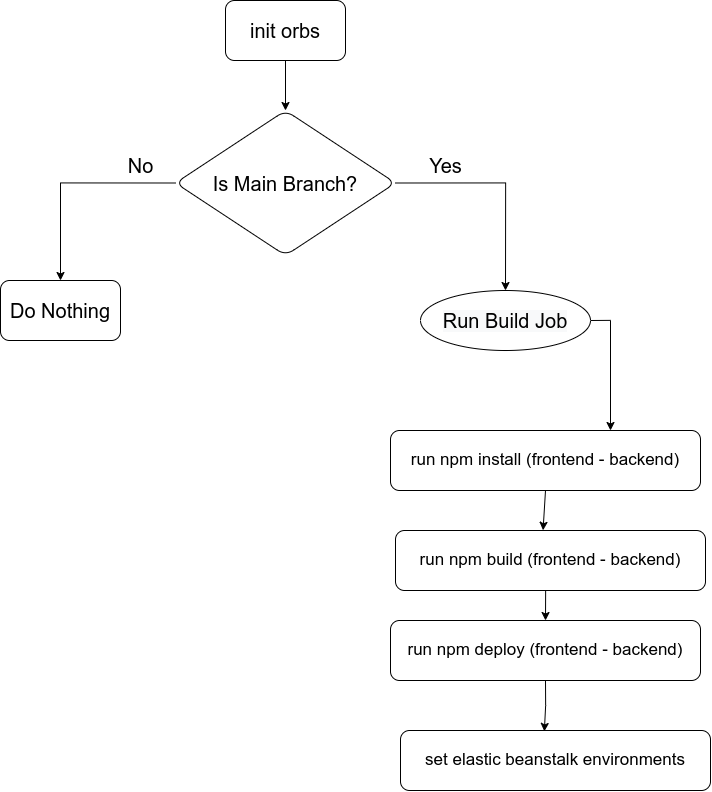 init orbs
Is Main Branch?
No
Yes
Do Nothing
Run Build Job
run npm install (frontend - backend)
run npm build (frontend - backend)
run npm deploy (frontend - backend)
set elastic beanstalk environments